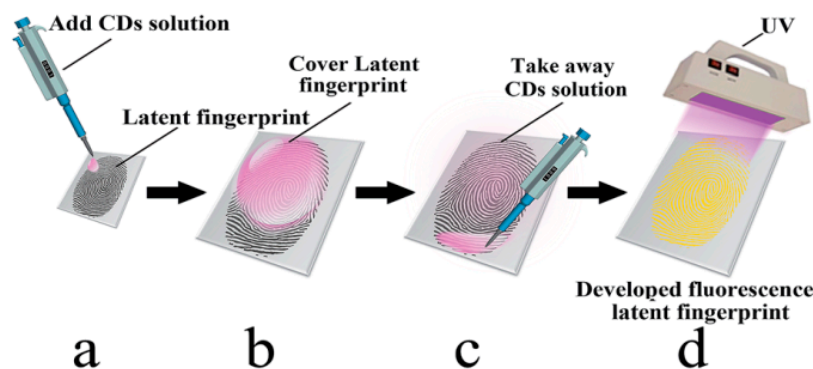 Add CDs solution
Latent fingerprint
Cover Latent
fingerprint
Take away
CDs solution
UV
Developed fluorescence
latent fingerprint
a
b
c
d